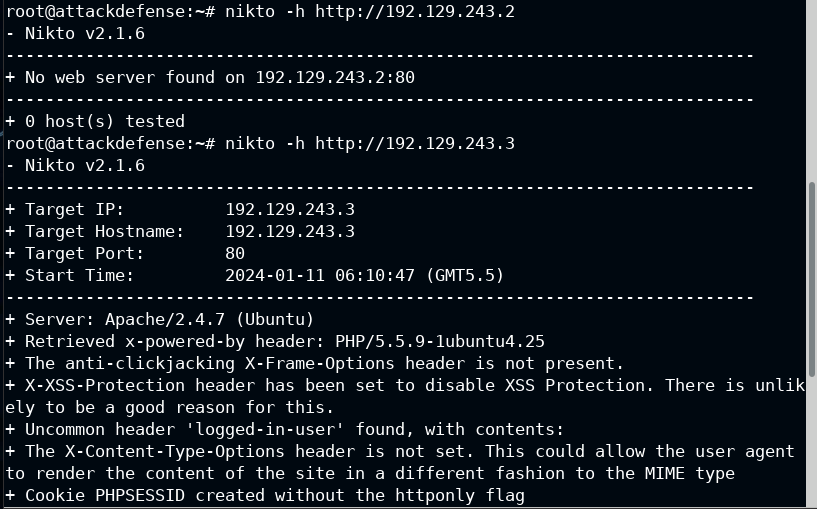 root@attackdefense:~# nikto -h http://192.129.243.2
- Nikto v2.1.6
---------------------------------------------------------------------------
+ No web server found on 192.129.243.2:80
---------------------------------------------------------------------------
+ 0 host(s) tested
root@attackdefense:~# nikto -h http://192.129.243.3
- Nikto v2.1.6
---------------------------------------------------------------------------
+ Target IP:          192.129.243.3
+ Target Hostname:    192.129.243.3
+ Target Port:        80
+ Start Time:         2024-01-11 06:10:47 (GMT5.5)
---------------------------------------------------------------------------
+ Server: Apache/2.4.7 (Ubuntu)
+ Retrieved x-powered-by header: PHP/5.5.9-1ubuntu4.25
+ The anti-clickjacking X-Frame-Options header is not present.
+ X-XSS-Protection header has been set to disable XSS Protection. There is unlik
ely to be a good reason for this.
+ Uncommon header 'logged-in-user' found, with contents:
+ The X-Content-Type-Options header is not set. This could allow the user agent
to render the content of the site in a different fashion to the MIME type
+ Cookie PHPSESSID created without the httponly flag